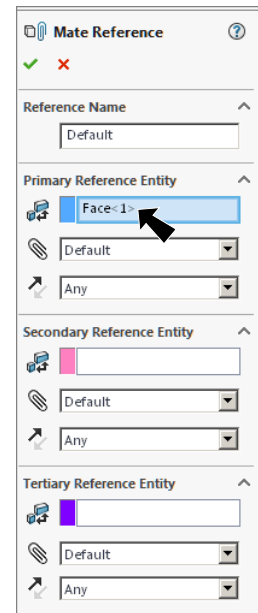 Mate Reference
Reference Name
Default
Primary Reference Entity
Face<1>
Default
Any
Secondary Reference Entity
Default
Any
Tertiary Reference Entity
Default
Any